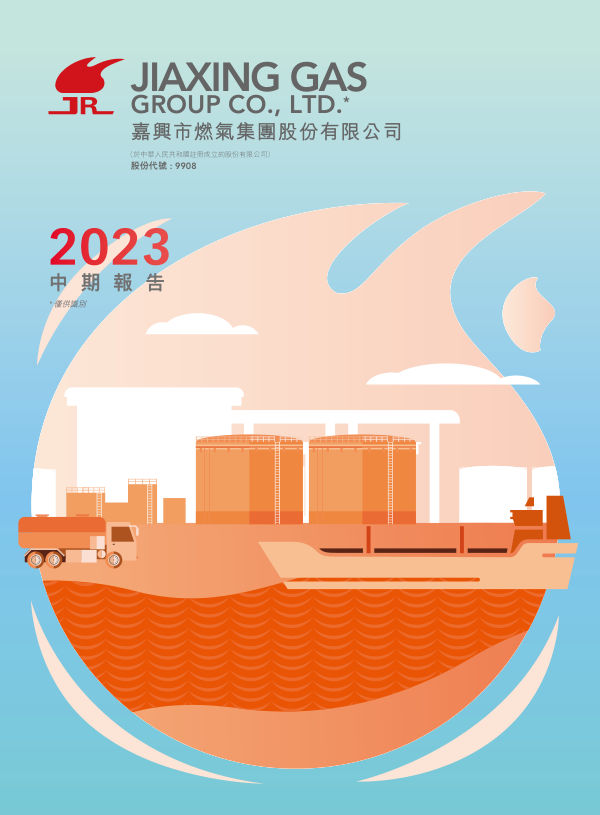 JIAXING GAS
GROUP CO., LTD.*
嘉興市燃氣集團股份有限公司
(於中華人民共和國註冊成立的股份有限公司)
股份代號 : 9908
2023
中期報告
* 僅供識別
JR